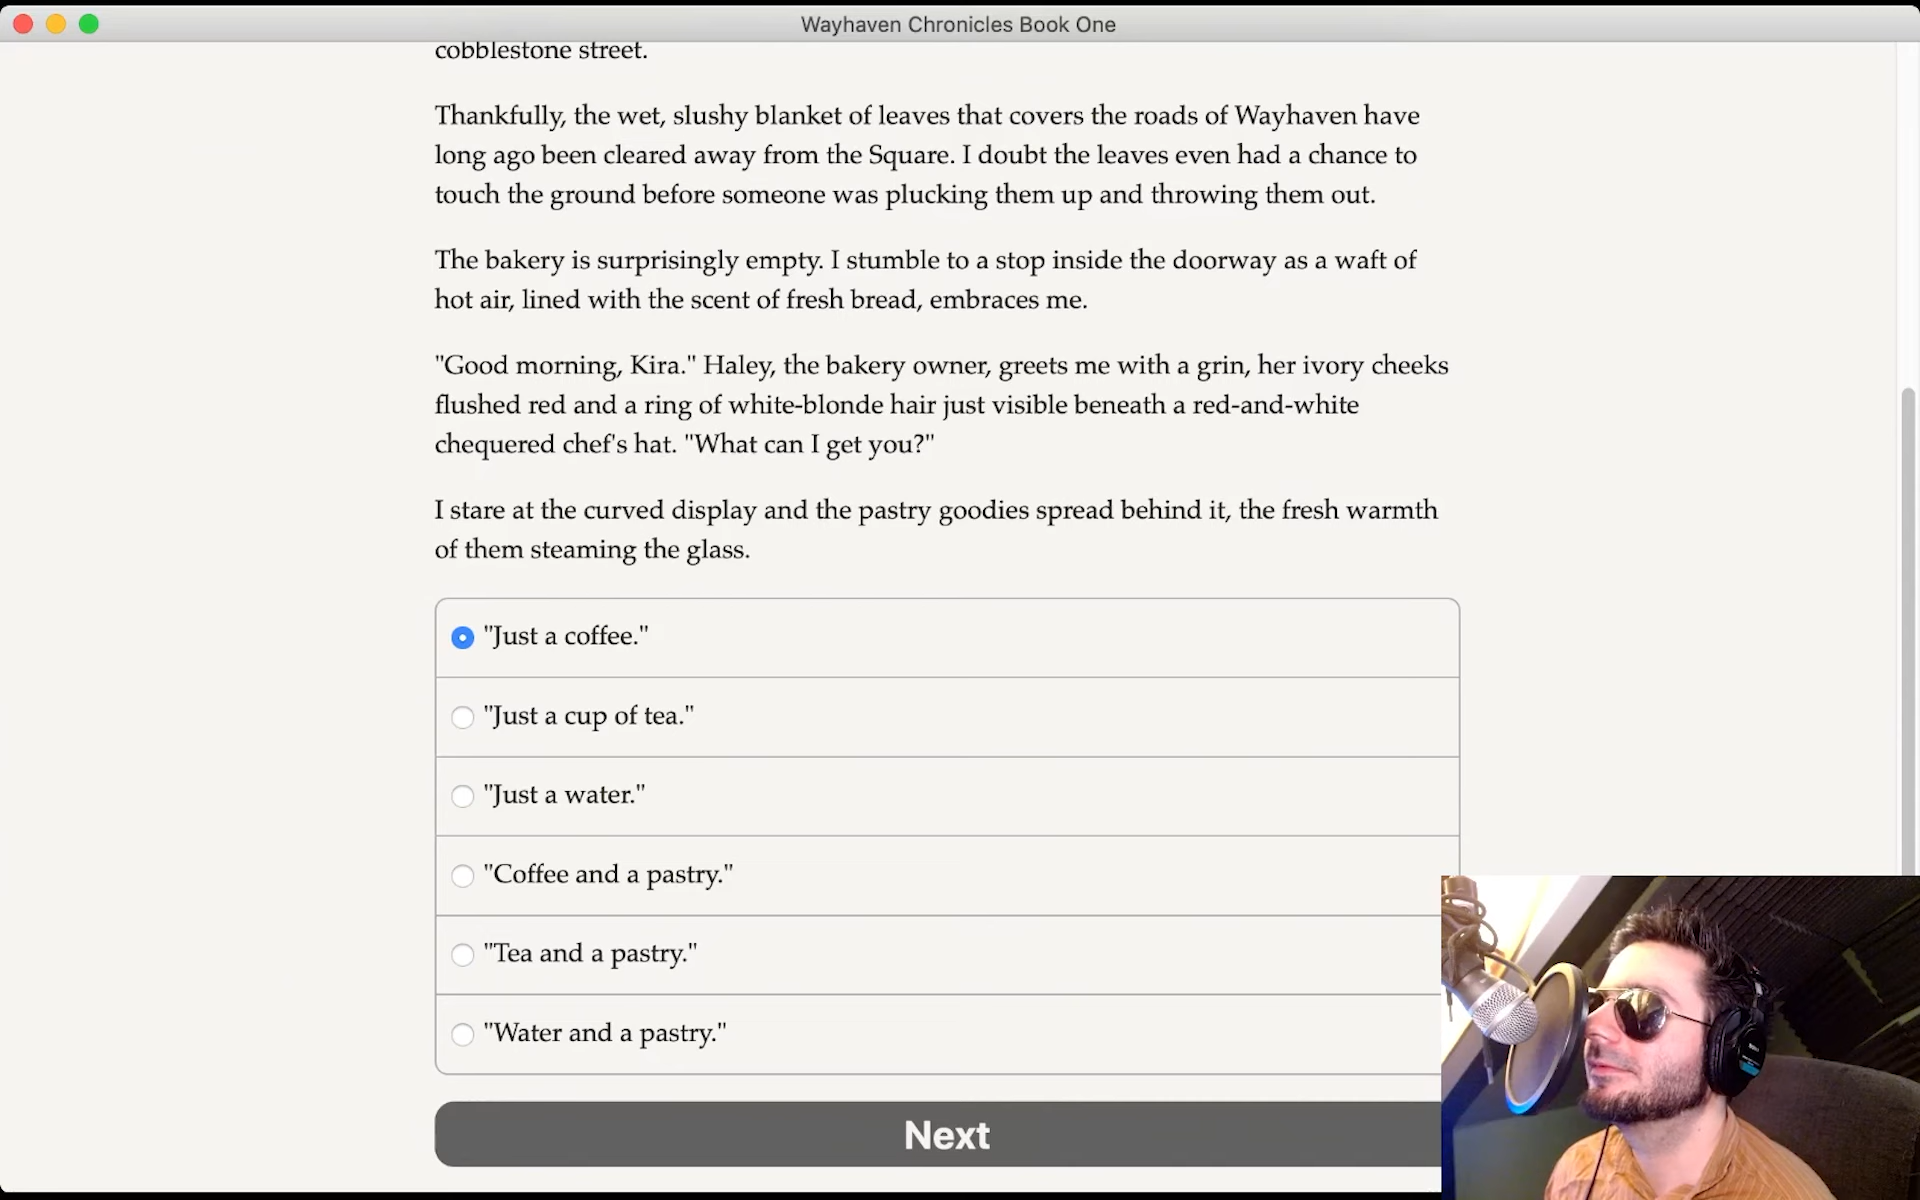 Wayhaven Chronicles Book One
cobblestone street.
Thankfully, the wet, slushy blanket of leaves that covers the roads of Wayhaven have
long ago been cleared away from the Square. I doubt the leaves even had a chance to
touch the ground before someone was plucking them up and throwing them out.
The bakery is surprisingly empty. I stumble to a stop inside the doorway as a waft of
hot air, lined with the scent of fresh bread, embraces me.
"Good morning, Kira." Haley, the bakery owner, greets me with a grin, her ivory cheeks
flushed red and a ring of white-blonde hair just visible beneath a red-and-white
chequered chef's hat. "What can I get you?"
I stare at the curved display and the pastry goodies spread behind it, the fresh warmth
of them steaming the glass.
"Just a coffee."
"Just a cup of tea."
"Just a water."
"Coffee and a pastry."
"Tea and a pastry."
"Water and a pastry."
Next